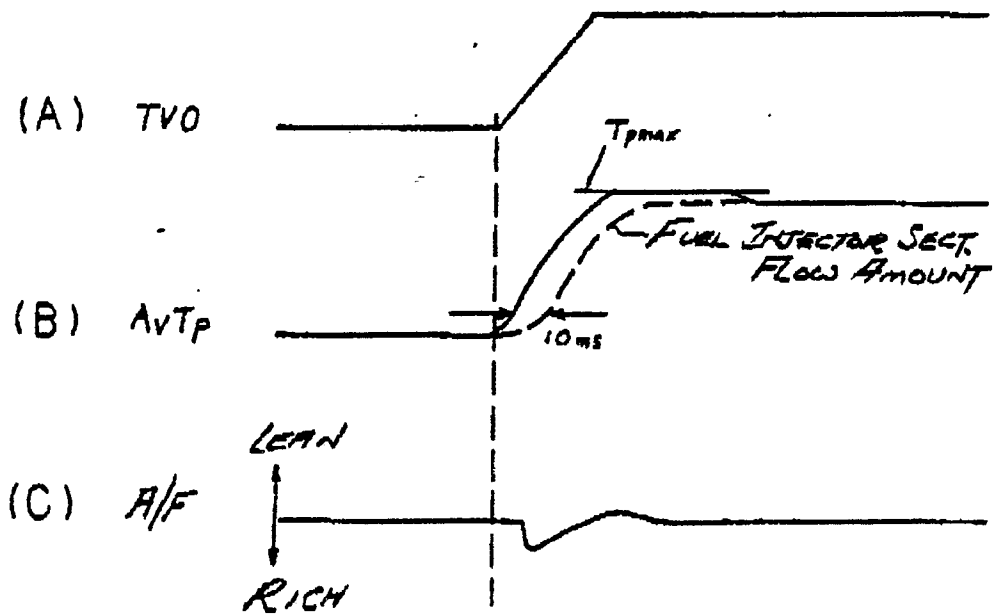 (A) TVO
Tpmax
FUEL INJECTOR SECT.
FLOW AMOUNT
(B) AvTp
10ms
LEAN
(C) A/F
RICH